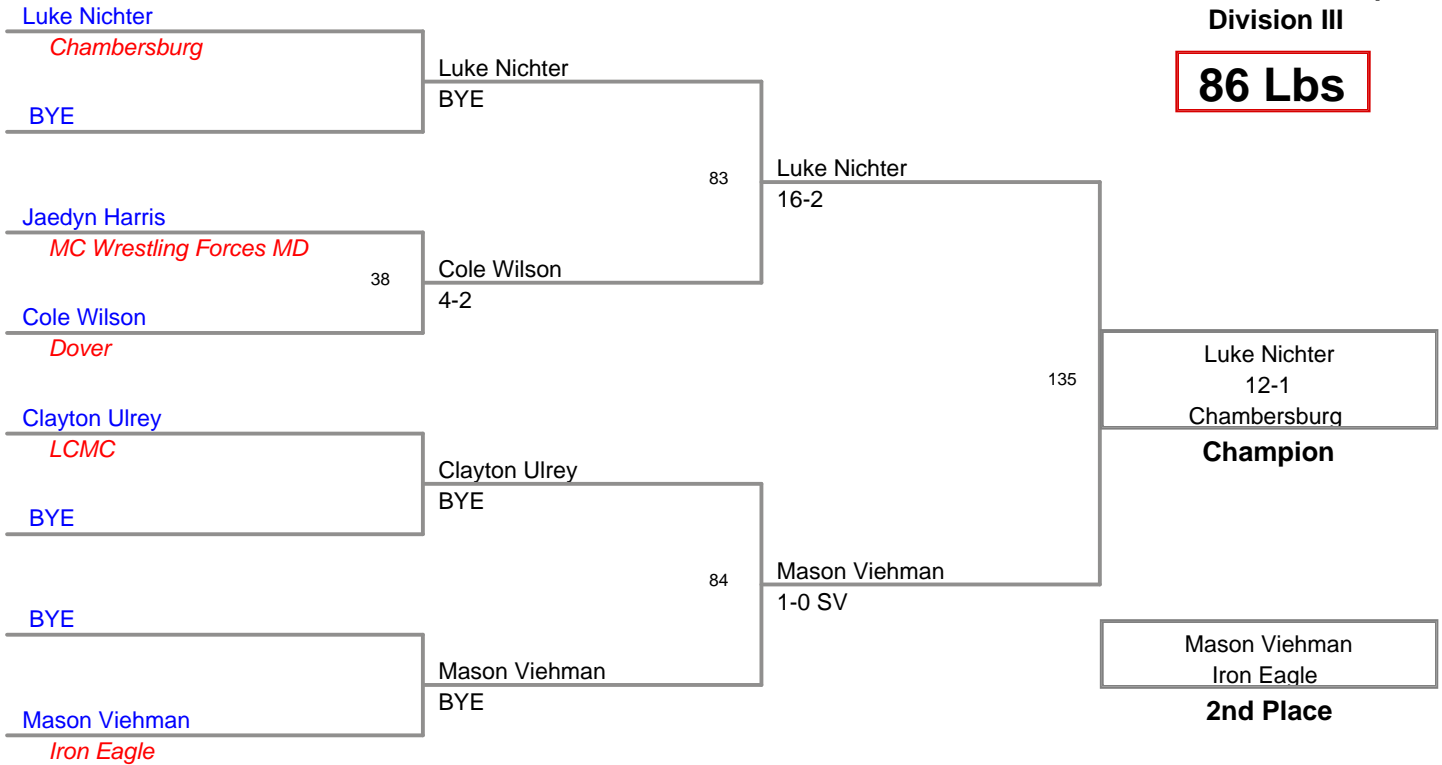 Division III
86 Lbs
Luke Nichter
Chambersburg
BYE
Jaedyn Harris
MC Wrestling Forces MD
38
Cole Wilson
Dover
Clayton Ulrey
LCMC
BYE
BYE
Mason Viehman
Iron Eagle
Luke Nichter
BYE
83
Cole Wilson
4-2
Clayton Ulrey
BYE
84
Mason Viehman
BYE
Luke Nichter
16-2
135
Mason Viehman
1-0 SV
Luke Nichter
12-1
Chambersburg
Champion
Mason Viehman
Iron Eagle
2nd Place